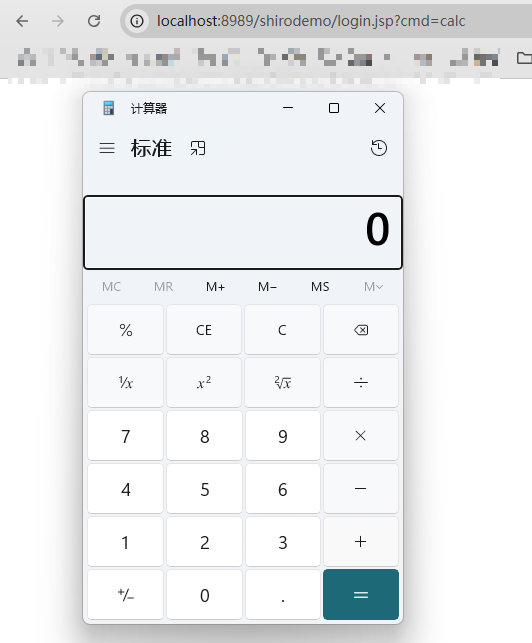 localhost:8989/shirodemo/login.jsp?cmd=calc
计算器
标准
0
MC MR M+ M− MS M˅
% CE C
¹/x x² ²√x ÷
7 8 9 ×
4 5 6 −
1 2 3 +
+/− 0 . =